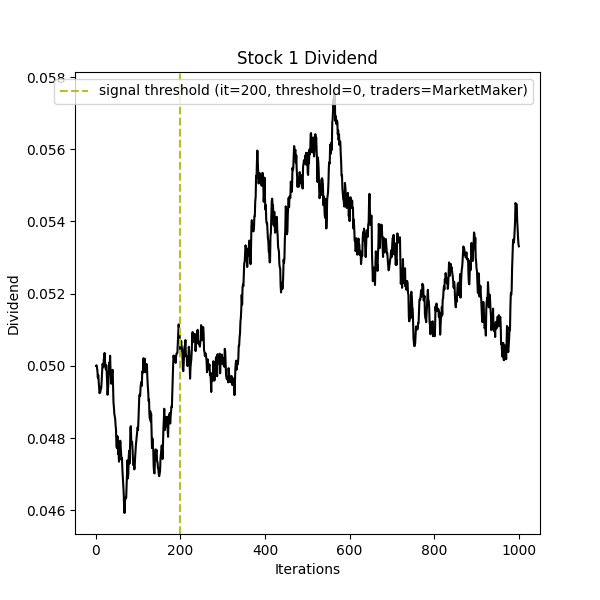 Stock 1 Dividend
signal threshold (it=200, threshold=0, traders=MarketMaker)
0.058
0.056
0.054
0.052
0.050
0.048
0.046
Dividend
0 200 400 600 800 1000
Iterations